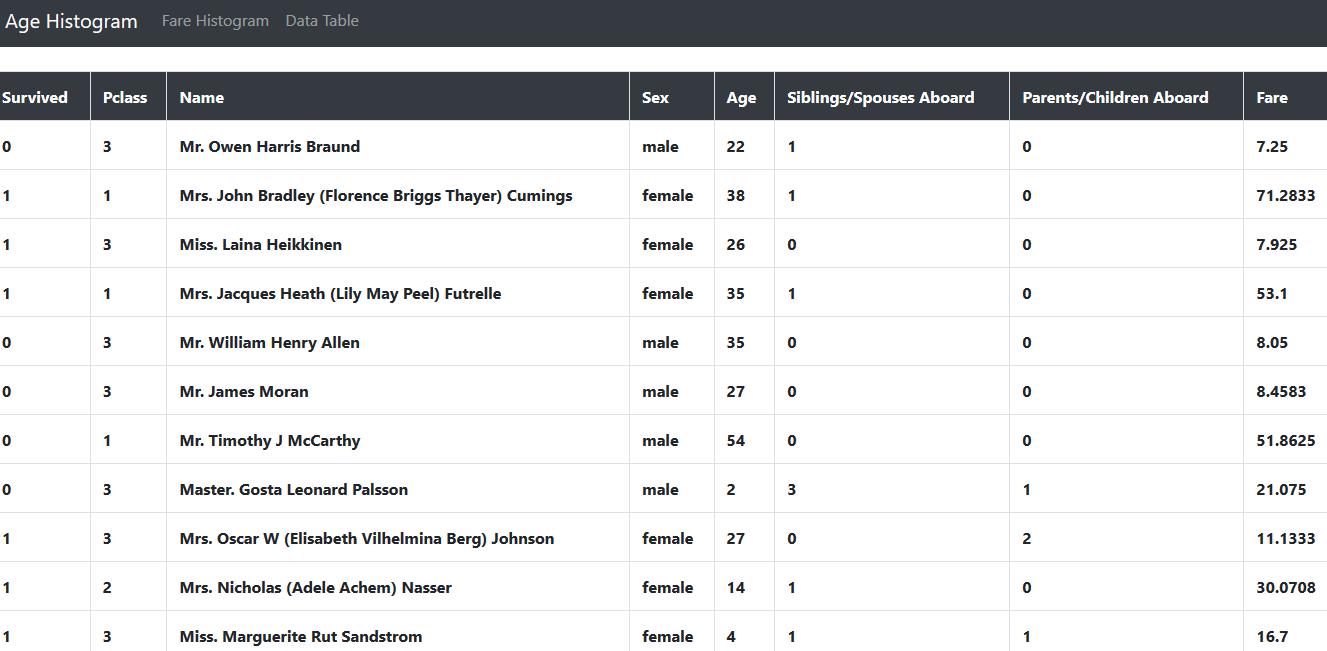 Age Histogram Fare Histogram Data Table
Survived Pclass Name Sex Age Siblings/Spouses Aboard Parents/Children Aboard Fare
0 3 Mr. Owen Harris Braund male 22 1 0 7.25
1 1 Mrs. John Bradley (Florence Briggs Thayer) Cumings female 38 1 0 71.2833
1 3 Miss. Laina Heikkinen female 26 0 0 7.925
1 1 Mrs. Jacques Heath (Lily May Peel) Futrelle female 35 1 0 53.1
0 3 Mr. William Henry Allen male 35 0 0 8.05
0 3 Mr. James Moran male 27 0 0 8.4583
0 1 Mr. Timothy J McCarthy male 54 0 0 51.8625
0 3 Master. Gosta Leonard Palsson male 2 3 1 21.075
1 3 Mrs. Oscar W (Elisabeth Vilhelmina Berg) Johnson female 27 0 2 11.1333
1 2 Mrs. Nicholas (Adele Achem) Nasser female 14 1 0 30.0708
1 3 Miss. Marguerite Rut Sandstrom female 4 1 1 16.7